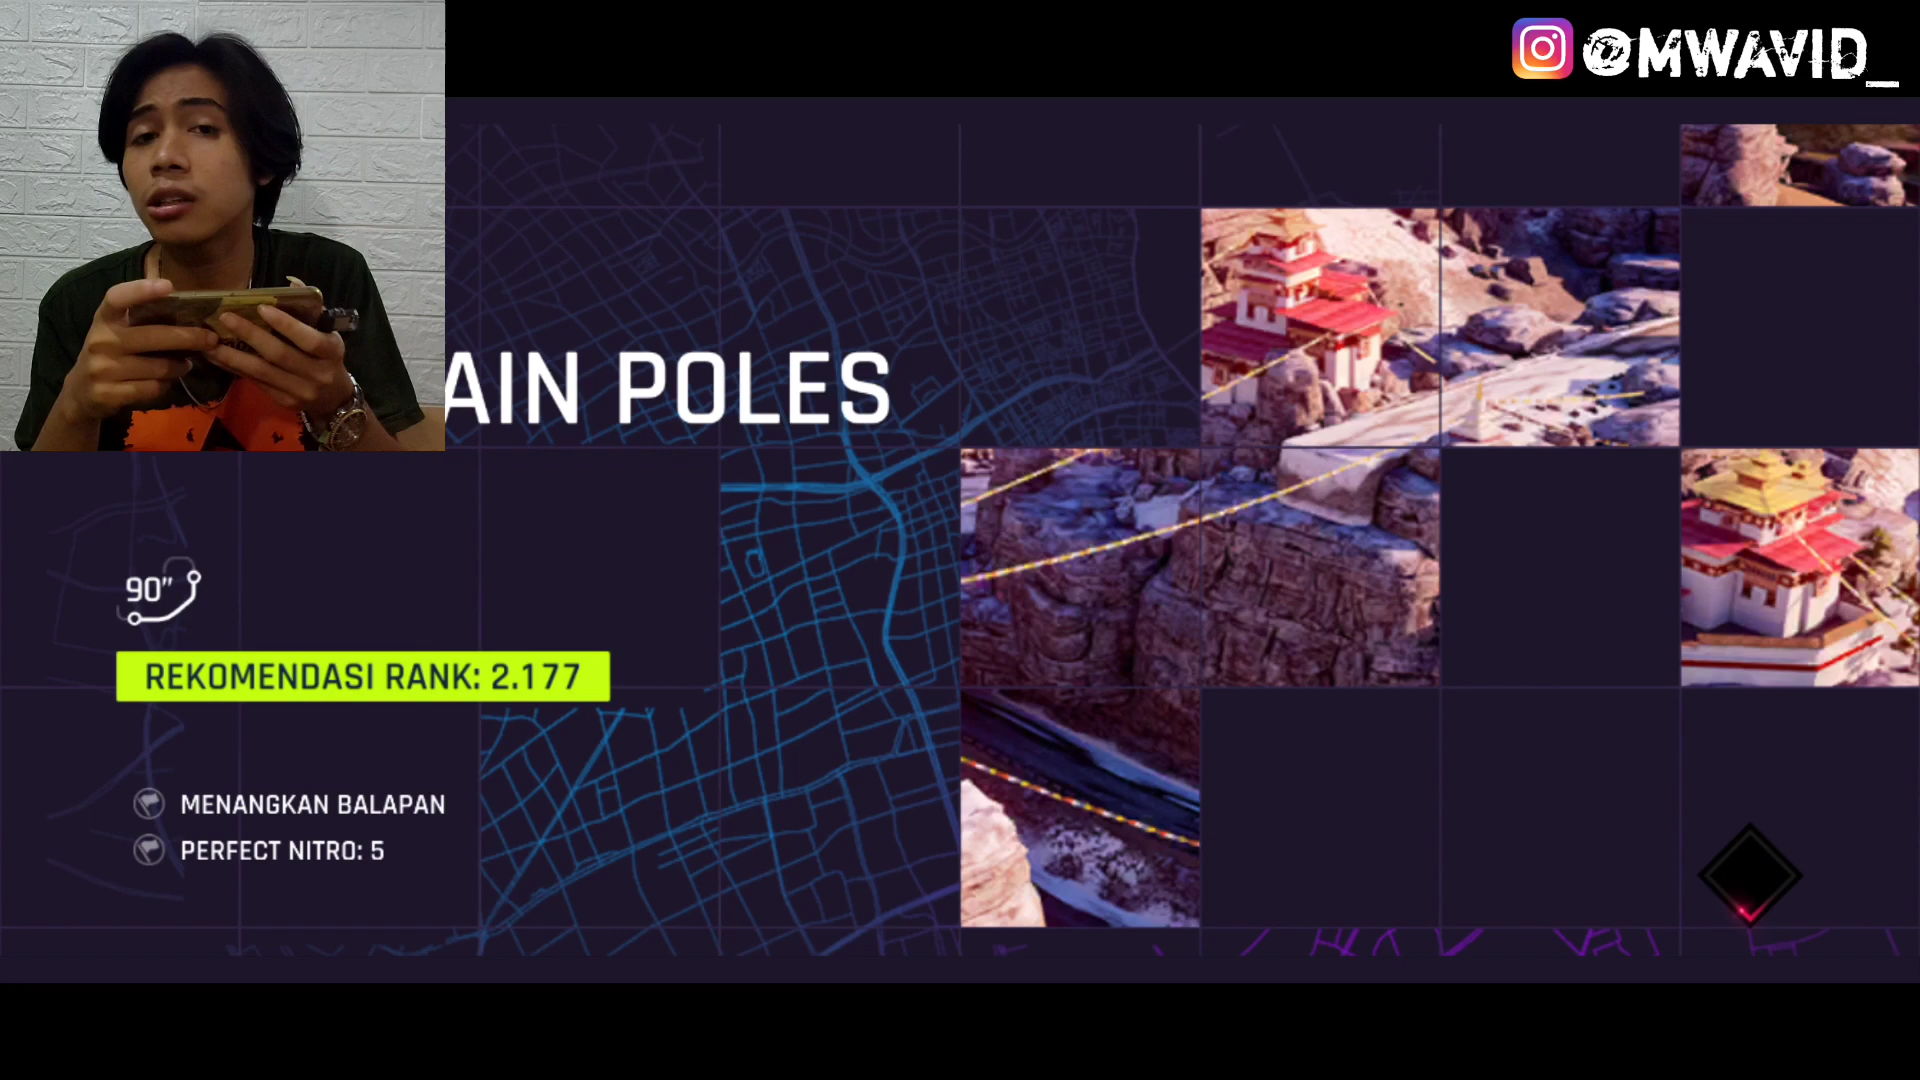 @MWAVID_
AIN POLES
90"
REKOMENDASI RANK: 2.177
MENANGKAN BALAPAN
PERFECT NITRO: 5